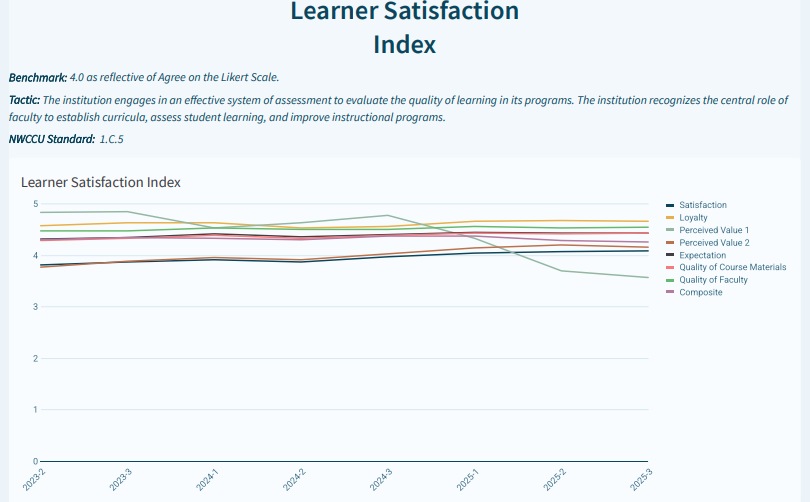 Learner Satisfaction
Index
Benchmark: 4.0 as reflective of Agree on the Likert Scale.
Tactic: The institution engages in an effective system of assessment to evaluate the quality of learning in its programs. The institution recognizes the central role of
faculty to establish curricula, assess student learning, and improve instructional programs.
NWCCU Standard: 1.C.5
Learner Satisfaction Index
5
4
3
2
1
0
2023-2
2023-3
2024-1
2024-2
2024-3
2025-1
2025-2
2025-3
Satisfaction
Loyalty
Perceived Value 1
Perceived Value 2
Expectation
Quality of Course Materials
Quality of Faculty
Composite